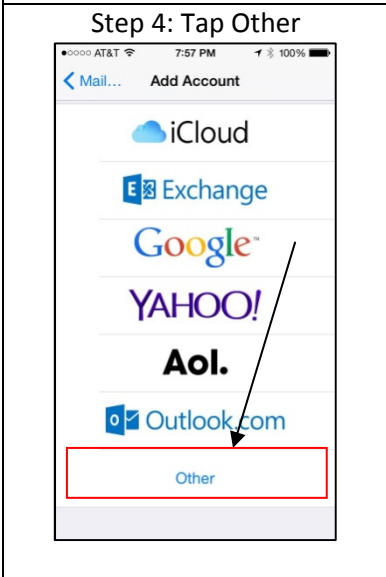 Step 4: Tap Other
AT&T 7:57 PM 100%
Mail... Add Account
iCloud
E Exchange
Google™
YAHOO!
Aol.
o Outlook.com
Other